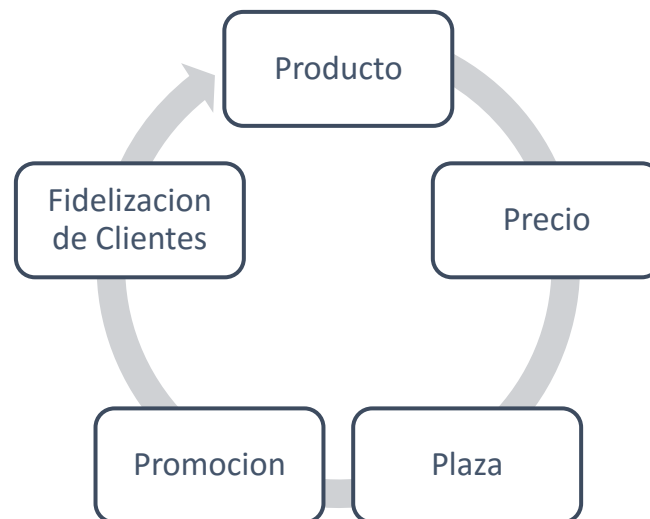 Producto
Precio
Plaza
Promocion
Fidelizacion
de Clientes